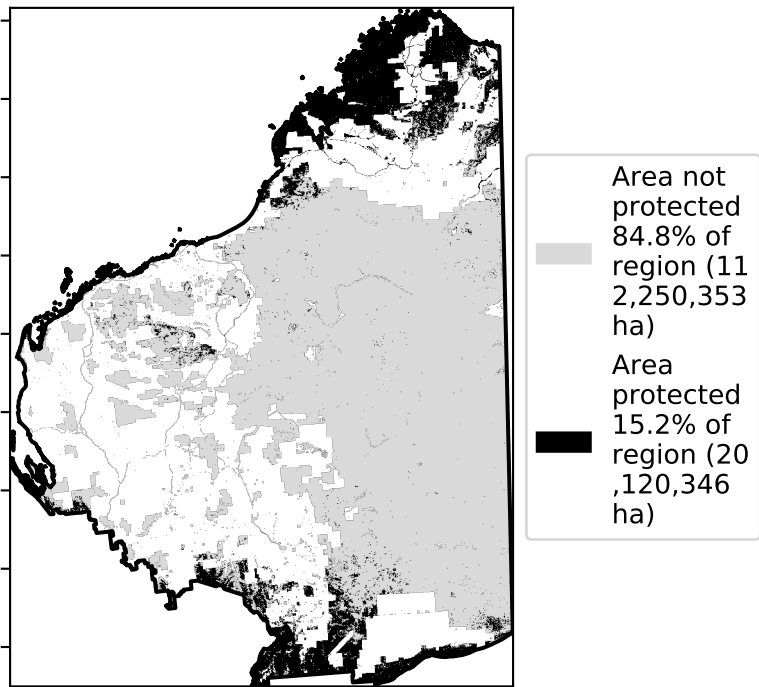 Area not
protected
84.8% of
region (11
2,250,353
ha)
Area
protected
15.2% of
region (20
,120,346
ha)